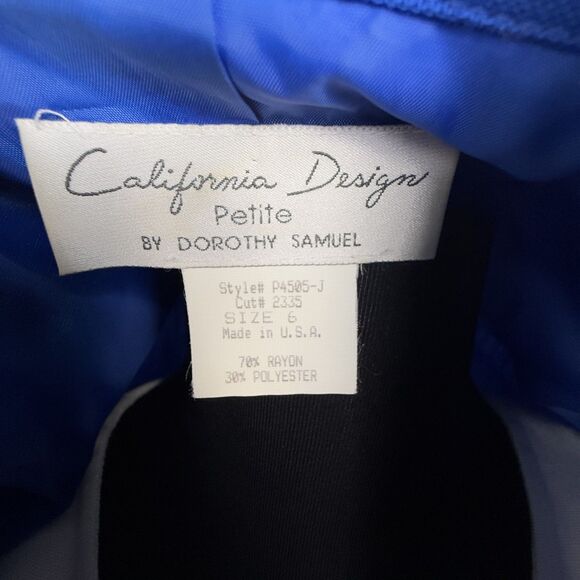 California Design
Petite
BY DOROTHY SAMUEL
Style# P4505-J
Cut# 2335
SIZE 6
Made in U.S.A.
70% RAYON
30% POLYESTER